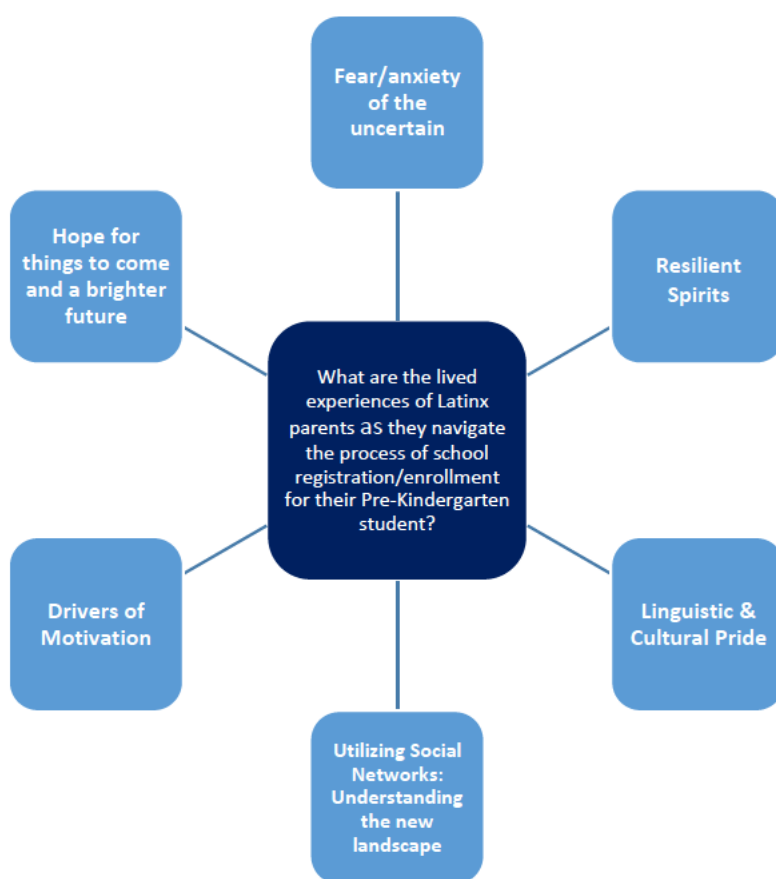 Fear/anxiety
of the
uncertain
Hope for
things to come
and a brighter
future
Resilient
Spirits
What are the lived
experiences of Latinx
parents as they navigate
the process of school
registration/enrollment
for their Pre-Kindergarten
student?
Drivers of
Motivation
Linguistic &
Cultural Pride
Utilizing Social
Networks:
Understanding
the new
landscape